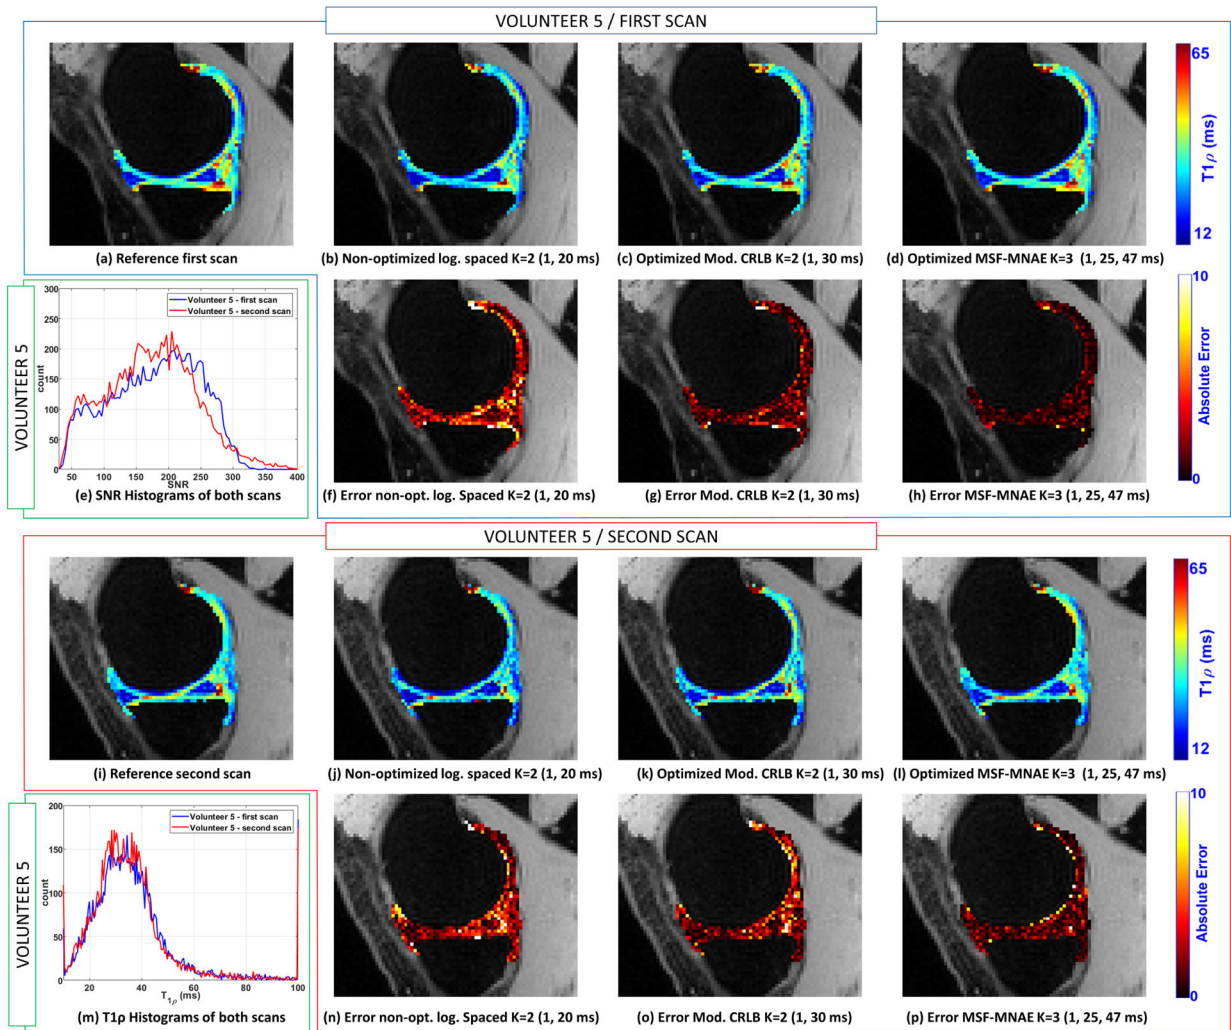 VOLUNTEER 5 / FIRST SCAN
(a) Reference first scan
(b) Non-optimized log. spaced K=2 (1, 20 ms)
(c) Optimized Mod. CRLB K=2 (1, 30 ms)
(d) Optimized MSF-MNAE K=3 (1, 25, 47 ms)
65
T1ρ (ms)
12
VOLUNTEER 5
300
250
200
150
100
50
0
count
Volunteer 5 - first scan
Volunteer 5 - second scan
50 100 150 200 250 300 350 400
SNR
(e) SNR Histograms of both scans
(f) Error non-opt. log. Spaced K=2 (1, 20 ms)
(g) Error Mod. CRLB K=2 (1, 30 ms)
(h) Error MSF-MNAE K=3 (1, 25, 47 ms)
10
Absolute Error
0
VOLUNTEER 5 / SECOND SCAN
(i) Reference second scan
(j) Non-optimized log. spaced K=2 (1, 20 ms)
(k) Optimized Mod. CRLB K=2 (1, 30 ms)
(l) Optimized MSF-MNAE K=3 (1, 25, 47 ms)
65
T1ρ (ms)
12
VOLUNTEER 5
200
150
100
50
0
count
Volunteer 5 - first scan
Volunteer 5 - second scan
20 40 60 80 100
T1ρ (ms)
(m) T1ρ Histograms of both scans
(n) Error non-opt. log. Spaced K=2 (1, 20 ms)
(o) Error Mod. CRLB K=2 (1, 30 ms)
(p) Error MSF-MNAE K=3 (1, 25, 47 ms)
10
Absolute Error
0